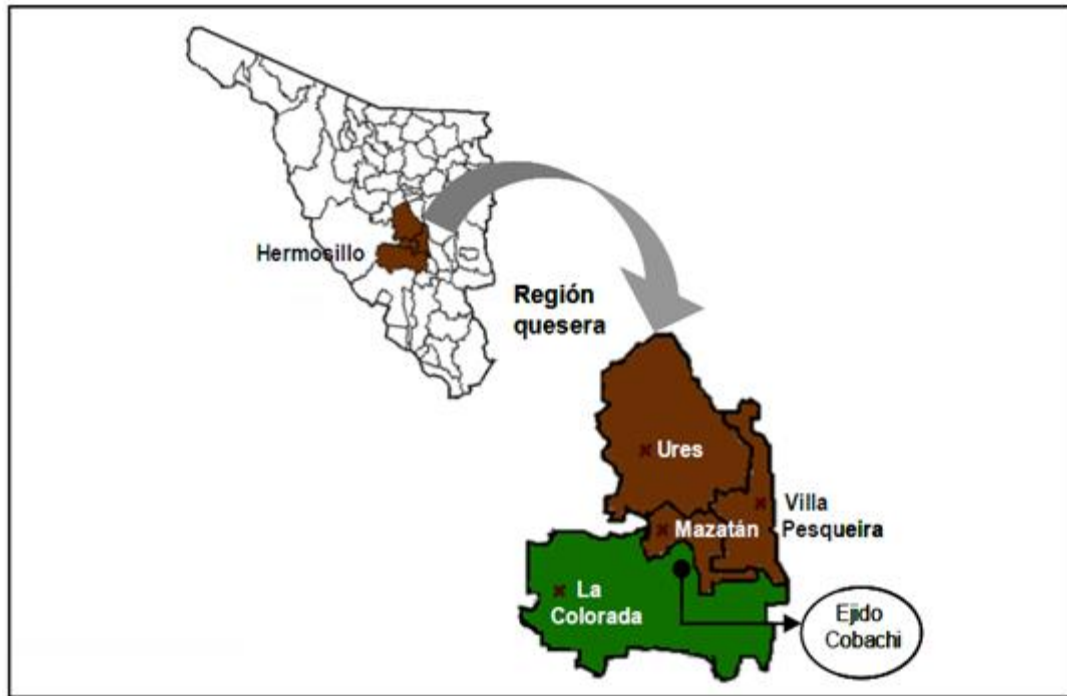 Hermosillo
Región
quesera
Ures
Villa
Mazatán
Pesqueira
La
Colorada
Ejido
Cobachi